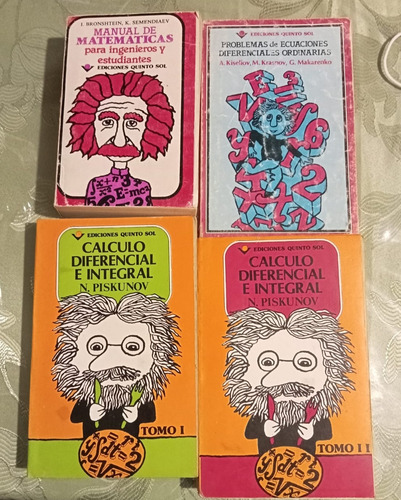 I. BRONSHTEIN, K. SEMENDIAEV
MANUAL DE
MATEMATICAS
para ingenieros y
estudiantes
EDICIONES QUINTO SOL
E=mc²
EDICIONES QUINTO SOL
PROBLEMAS de ECUACIONES
DIFERENCIALES ORDINARIAS
A. Kiseliov, M. Krasnov, G. Makarenko
EDICIONES QUINTO SOL
CALCULO
DIFERENCIAL
E INTEGRAL
N. PISKUNOV
TOMO I
EDICIONES QUINTO SOL
CALCULO
DIFERENCIAL
E INTEGRAL
N. PISKUNOV
TOMO II